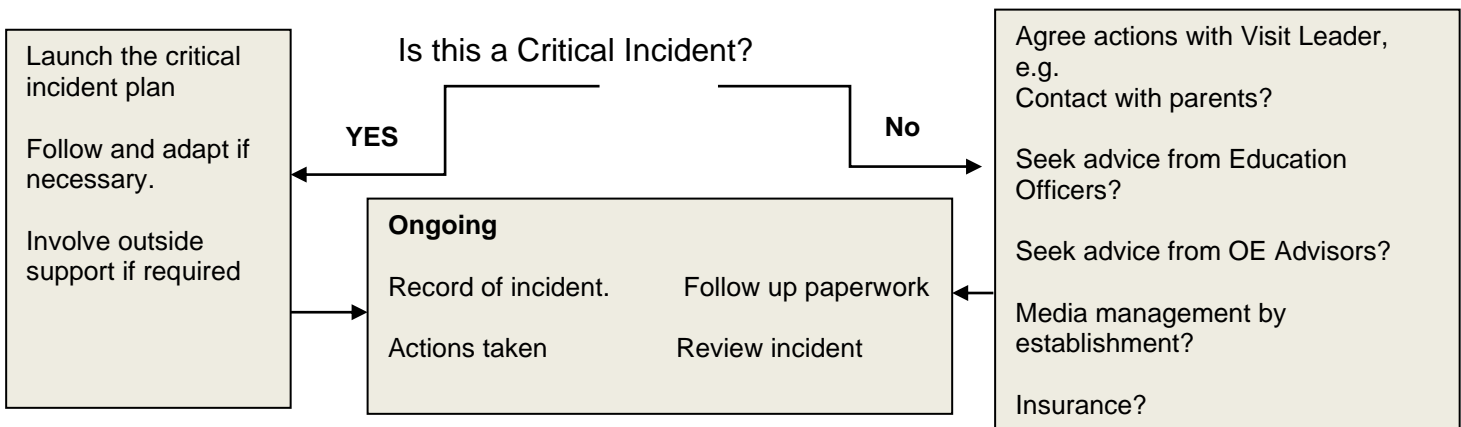 Is this a Critical Incident?
YES
No
Launch the critical
incident plan
Follow and adapt if
necessary.
Involve outside
support if required
Agree actions with Visit Leader,
e.g.
Contact with parents?
Seek advice from Education
Officers?
Seek advice from OE Advisors?
Media management by
establishment?
Insurance?
Ongoing
Record of incident. Follow up paperwork
Actions taken Review incident